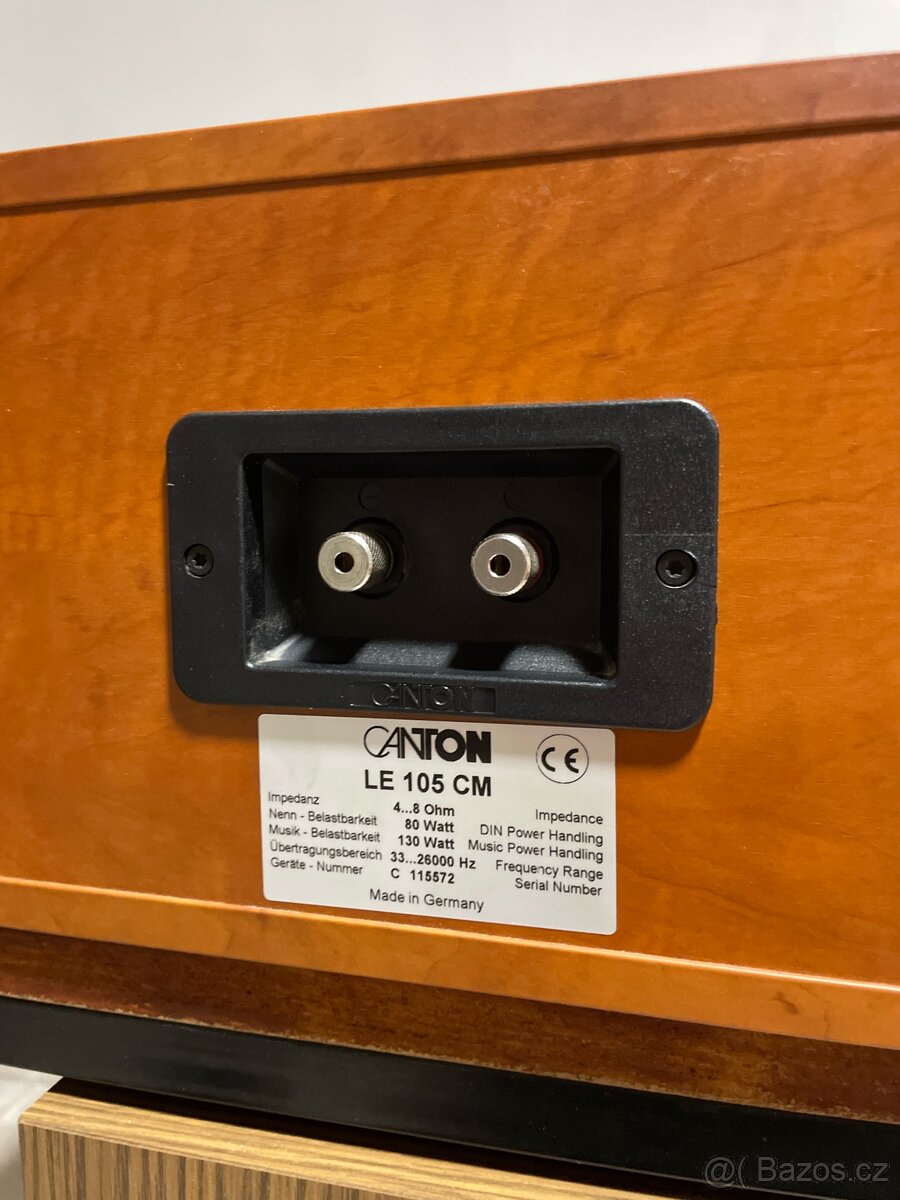 CANTON
CANTON
CE
LE 105 CM
Impedanz 4...8 Ohm Impedance
Nenn - Belastbarkeit 80 Watt DIN Power Handling
Musik - Belastbarkeit 130 Watt Music Power Handling
Übertragungsbereich 33...26000 Hz Frequency Range
Geräte - Nummer C 115572 Serial Number
Made in Germany
@( Bazos.cz